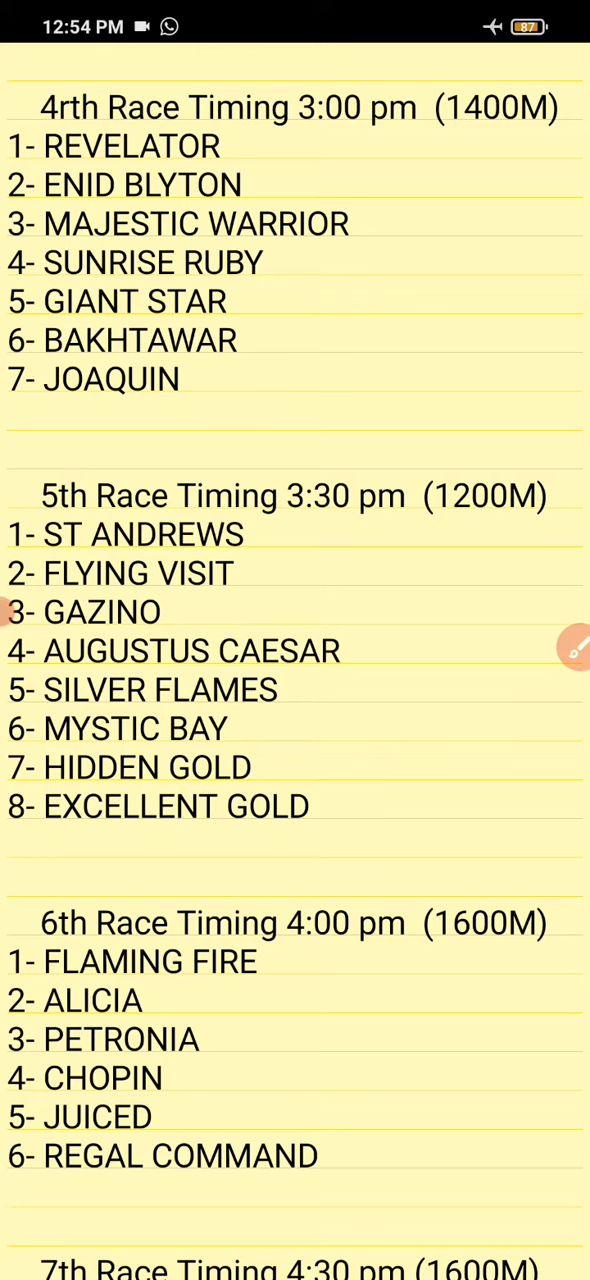 12:54 PM
87
4rth Race Timing 3:00 pm (1400M)
1- REVELATOR
2- ENID BLYTON
3- MAJESTIC WARRIOR
4- SUNRISE RUBY
5- GIANT STAR
6- BAKHTAWAR
7- JOAQUIN
5th Race Timing 3:30 pm (1200M)
1- ST ANDREWS
2- FLYING VISIT
3- GAZINO
4- AUGUSTUS CAESAR
5- SILVER FLAMES
6- MYSTIC BAY
7- HIDDEN GOLD
8- EXCELLENT GOLD
6th Race Timing 4:00 pm (1600M)
1- FLAMING FIRE
2- ALICIA
3- PETRONIA
4- CHOPIN
5- JUICED
6- REGAL COMMAND
7th Race Timing 4:30 pm (1600M)